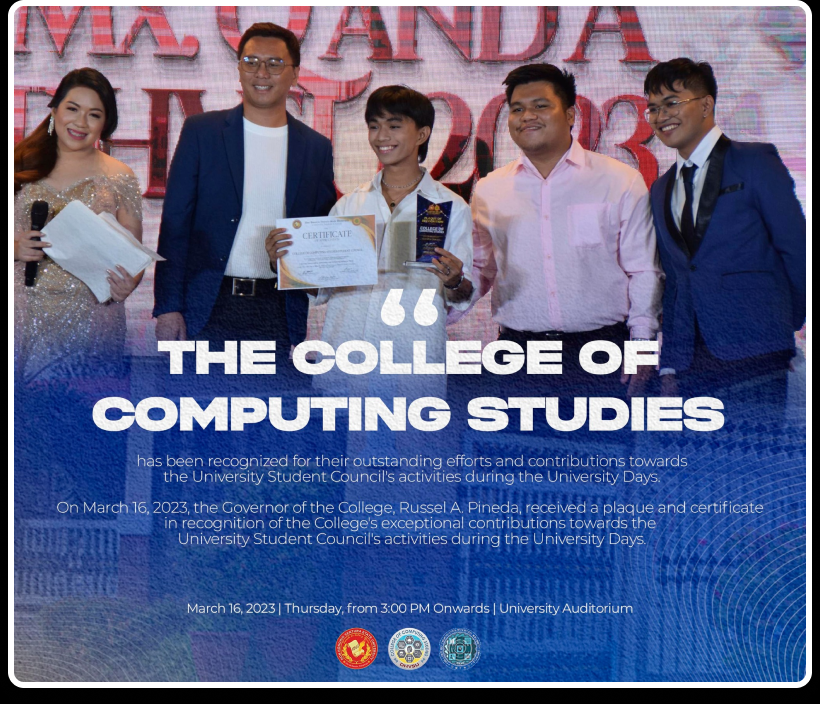 CERTIFICATE
COLLEGE OF
THE COLLEGE OF
COMPUTING STUDIES
has been recognized for their outstanding efforts and contributions towards
the University Student Council's activities during the University Days.
On March 16, 2023, the Governor of the College, Russel A. Pineda, received a plaque and certificate
in recognition of the College's exceptional contributions towards the
University Student Council's activities during the University Days.
March 16, 2023 | Thursday, from 3:00 PM Onwards | University Auditorium